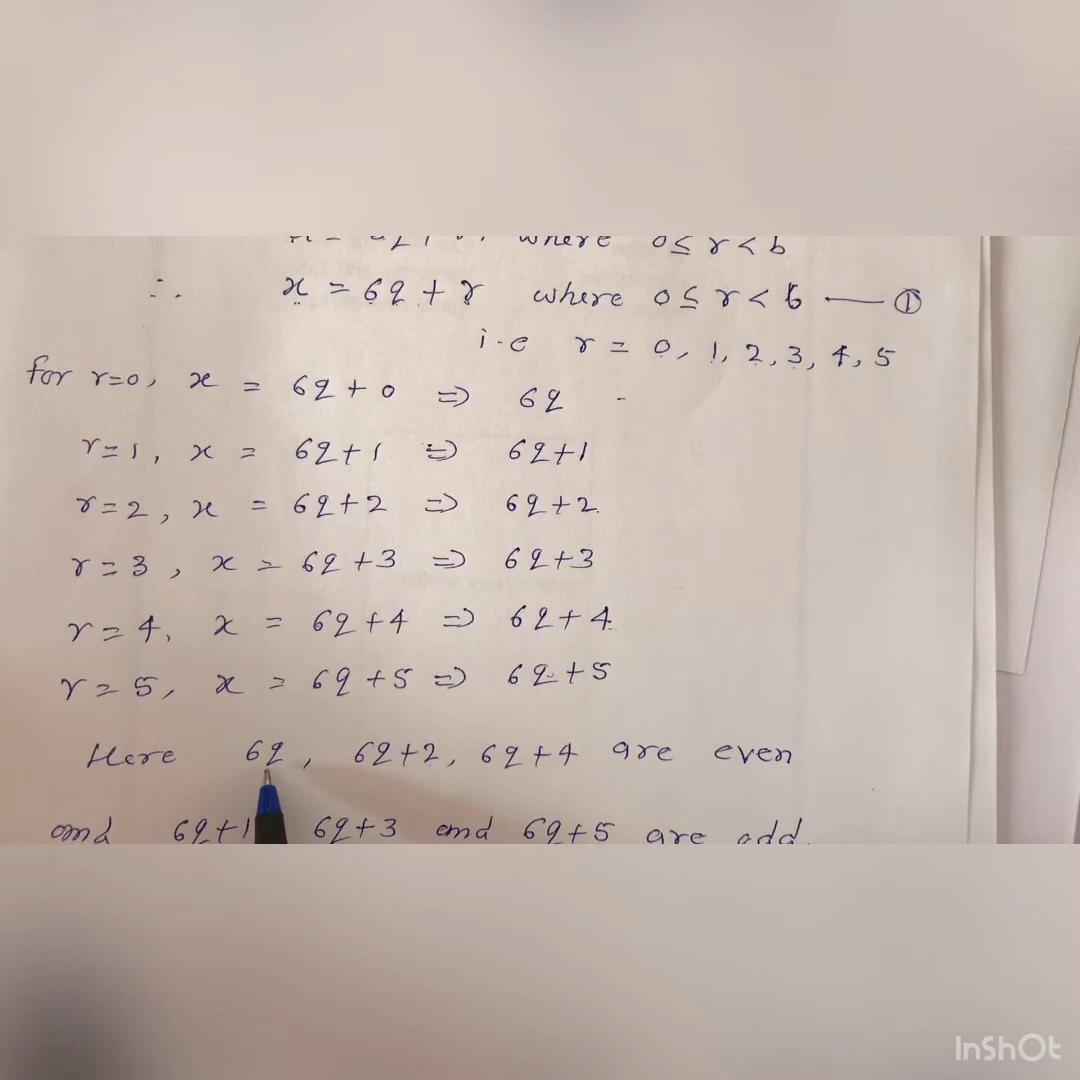 where 0 ≤ r < b
∴ x = 6q + r where 0 ≤ r < 6 —— ①
i.e r = 0, 1, 2, 3, 4, 5
for r=0, x = 6q + 0 ⇒ 6q
r=1, x = 6q+1 ⇒ 6q+1
r=2, x = 6q+2 ⇒ 6q+2
r=3, x = 6q+3 ⇒ 6q+3
r=4, x = 6q+4 ⇒ 6q+4
r=5, x = 6q+5 ⇒ 6q+5
Here 6q, 6q+2, 6q+4 are even
and 6q+1 6q+3 and 6q+5 are odd.
InShOt